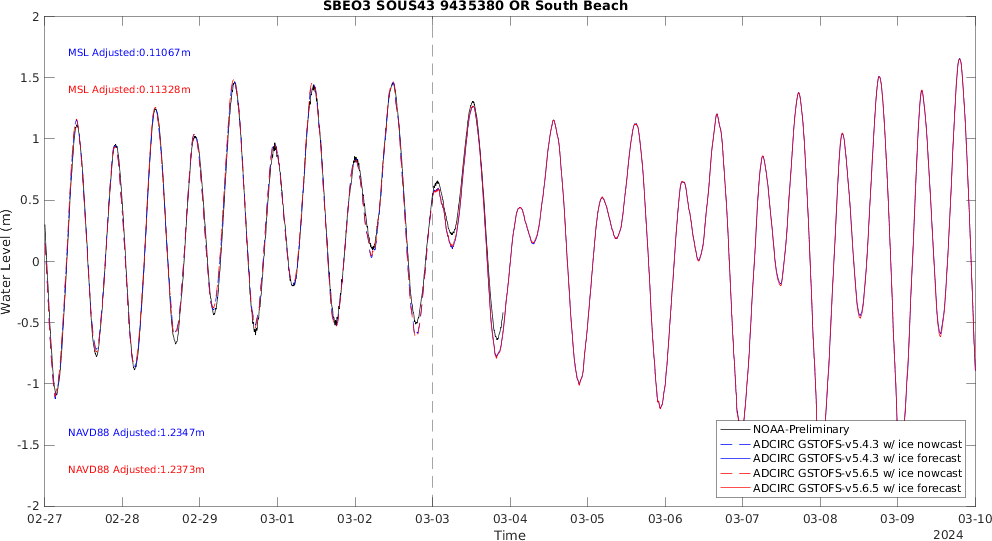 SBEO3 SOUS43 9435380 OR South Beach
2
1.5
1
0.5
0
-0.5
-1
-1.5
-2
Water Level (m)
MSL Adjusted:0.11067m
MSL Adjusted:0.11328m
NAVD88 Adjusted:1.2347m
NAVD88 Adjusted:1.2373m
NOAA-Preliminary
ADCIRC GSTOFS-v5.4.3 w/ ice nowcast
ADCIRC GSTOFS-v5.4.3 w/ ice forecast
ADCIRC GSTOFS-v5.6.5 w/ ice nowcast
ADCIRC GSTOFS-v5.6.5 w/ ice forecast
02-27 02-28 02-29 03-01 03-02 03-03 03-04 03-05 03-06 03-07 03-08 03-09 03-10
Time
2024